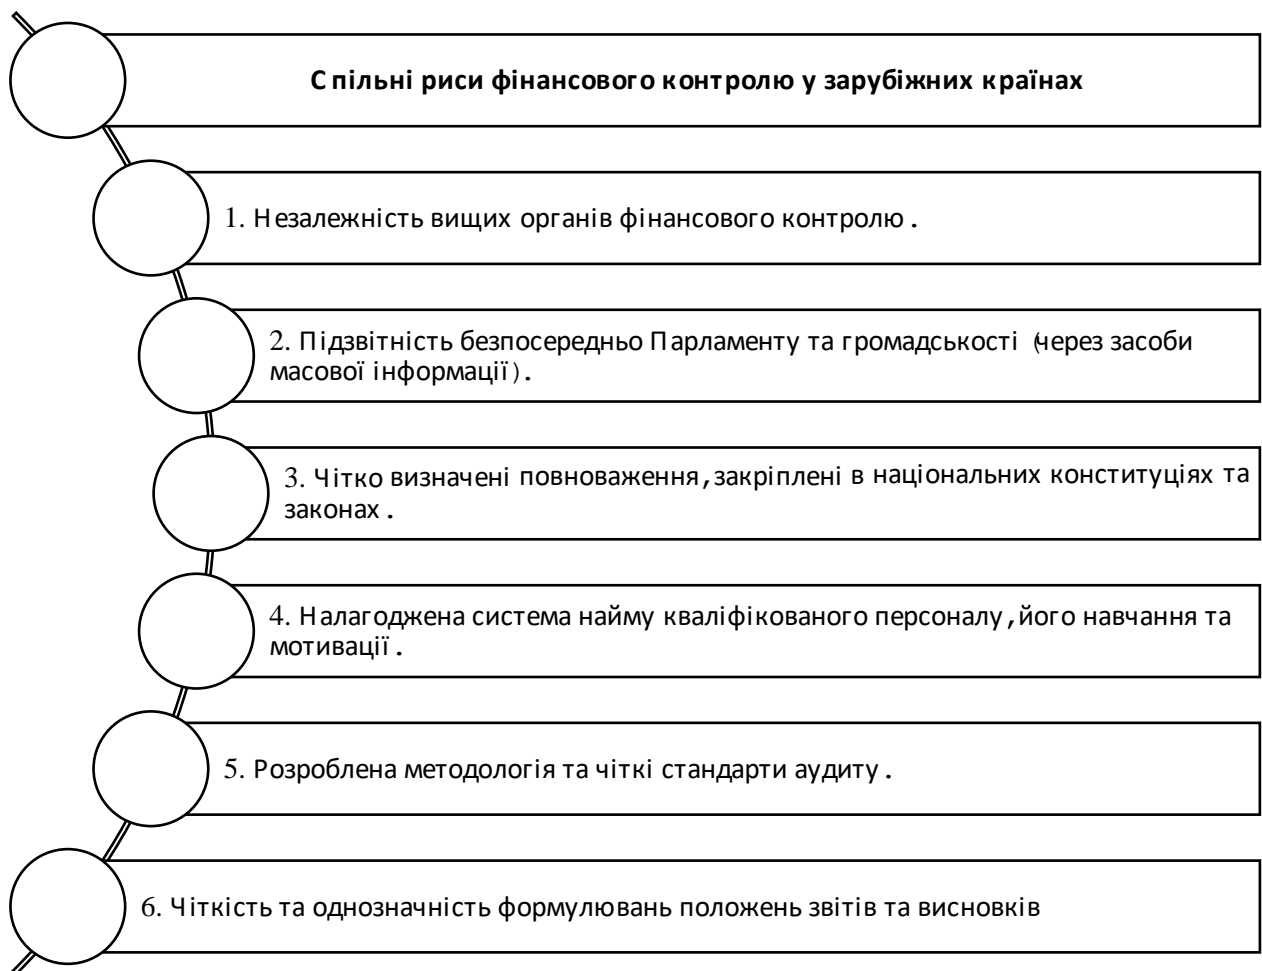 Спільні риси фінансового контролю у зарубіжних країнах
1. Незалежність вищих органів фінансового контролю.
2. Підзвітність безпосередньо Парламенту та громадськості (через засоби
масової інформації).
3. Чітко визначені повноваження, закріплені в національних конституціях та
законах.
4. Налагоджена система найму кваліфікованого персоналу, його навчання та
мотивації.
5. Розроблена методологія та чіткі стандарти аудиту.
6. Чіткість та однозначність формулювань положень звітів та висновків